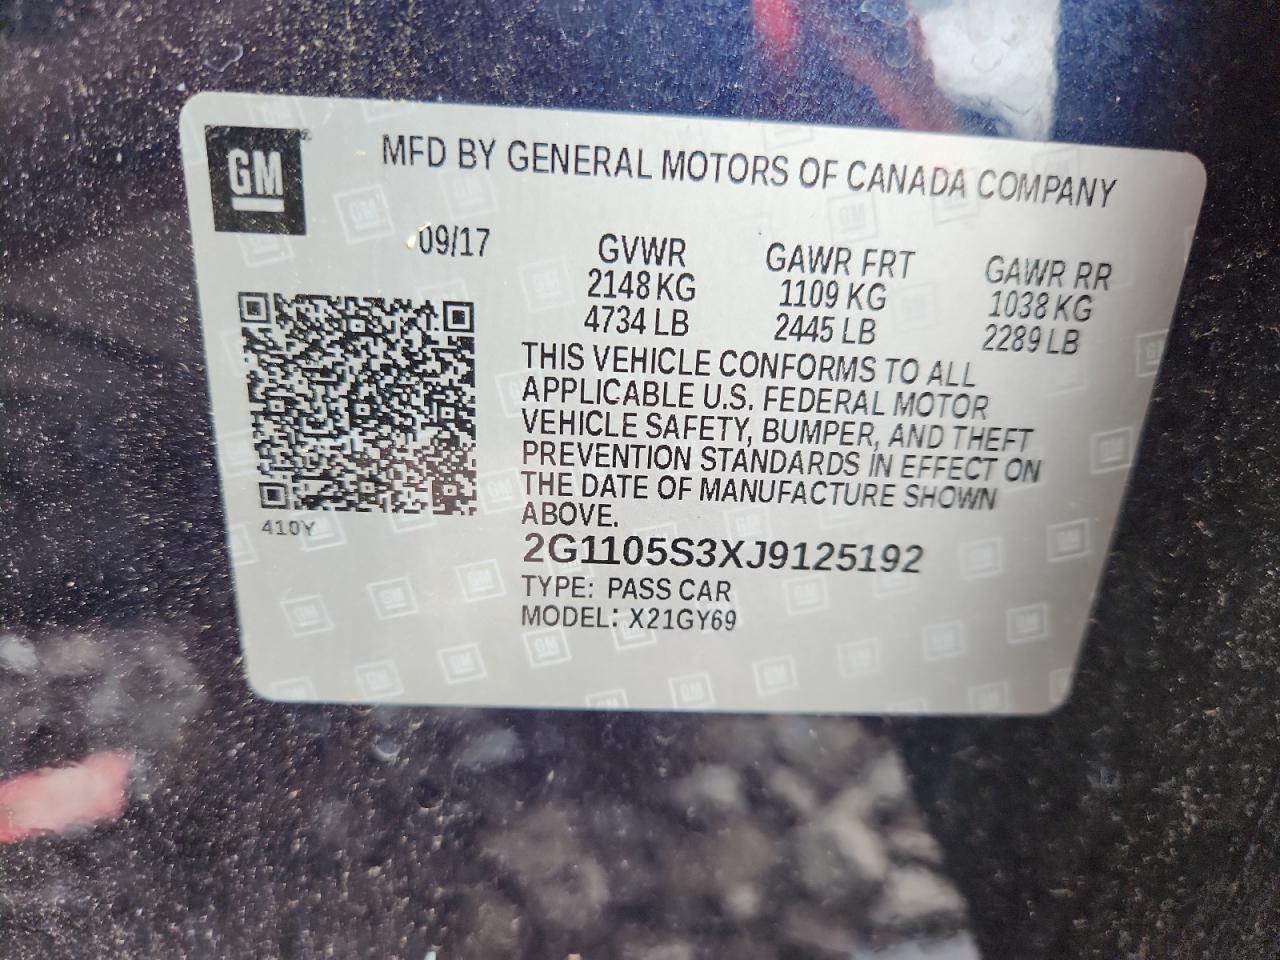 GM
MFD BY GENERAL MOTORS OF CANADA COMPANY
09/17
GVWR
2148 KG
4734 LB
GAWR FRT
1109 KG
2445 LB
GAWR RR
1038 KG
2289 LB
THIS VEHICLE CONFORMS TO ALL
APPLICABLE U.S. FEDERAL MOTOR
VEHICLE SAFETY, BUMPER, AND THEFT
PREVENTION STANDARDS IN EFFECT ON
THE DATE OF MANUFACTURE SHOWN
ABOVE.
410Y
2G1105S3XJ9125192
TYPE: PASS CAR
MODEL: X21GY69